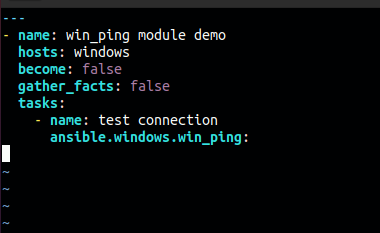 ---
- name: win_ping module demo
  hosts: windows
  become: false
  gather_facts: false
  tasks:
    - name: test connection
      ansible.windows.win_ping:
~
~
~
~